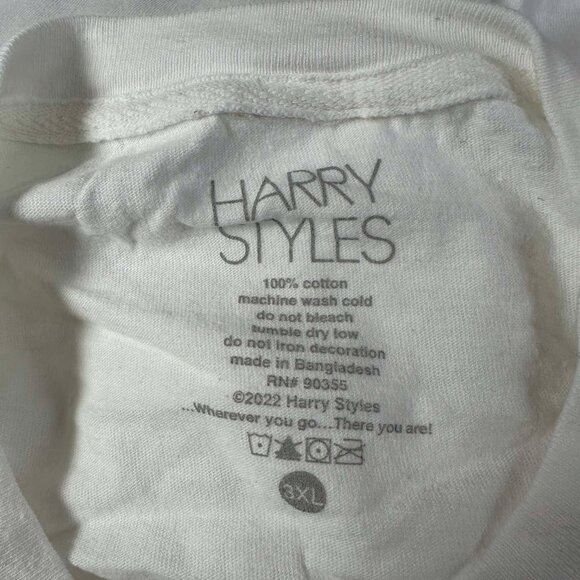 HARRY
STYLES
100% cotton
machine wash cold
do not bleach
tumble dry low
do not iron decoration
made in Bangladesh
RN# 90355
©2022 Harry Styles
...Wherever you go...There you are!
3XL